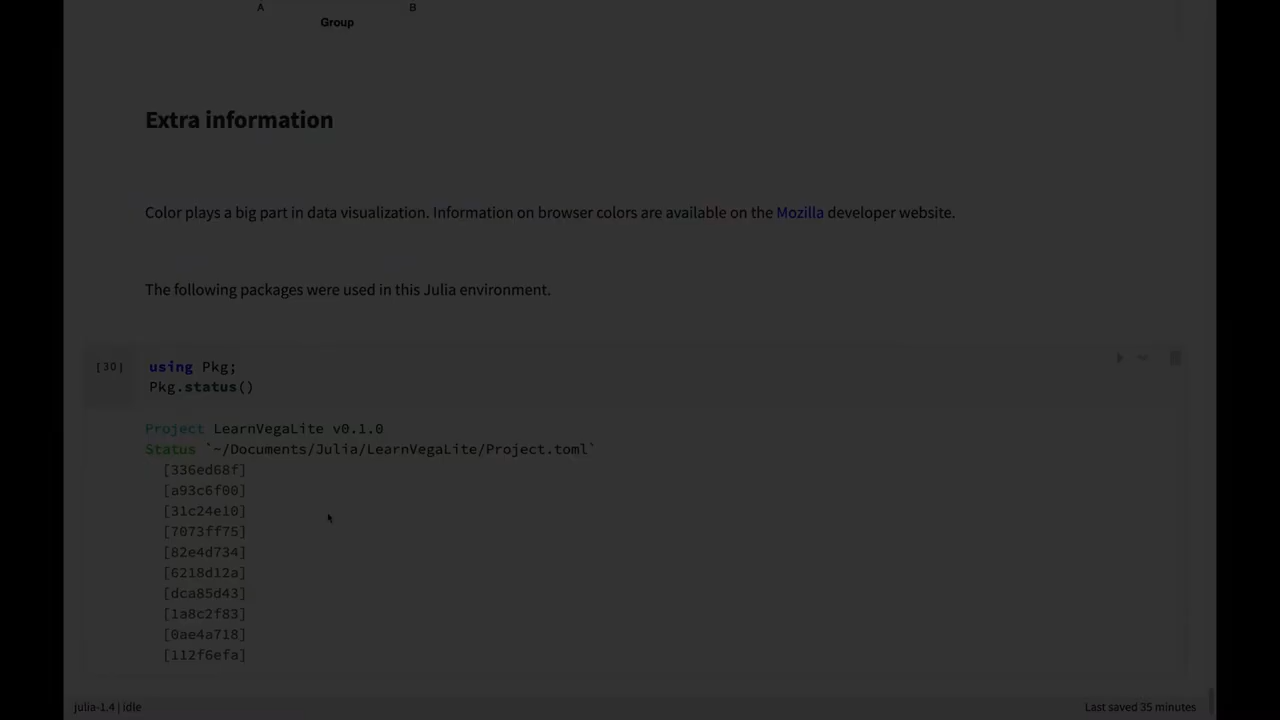 A B
Group
Extra information
Color plays a big part in data visualization. Information on browser colors are available on the Mozilla developer website.
The following packages were used in this Julia environment.
[30] using Pkg;
Pkg.status()
Project LearnVegaLite v0.1.0
Status `~/Documents/Julia/LearnVegaLite/Project.toml`
[336ed68f]
[a93c6f00]
[31c24e10]
[7073ff75]
[82e4d734]
[6218d12a]
[dca85d43]
[1a8c2f83]
[0ae4a718]
[112f6efa]
julia-1.4 | idle Last saved 35 minutes